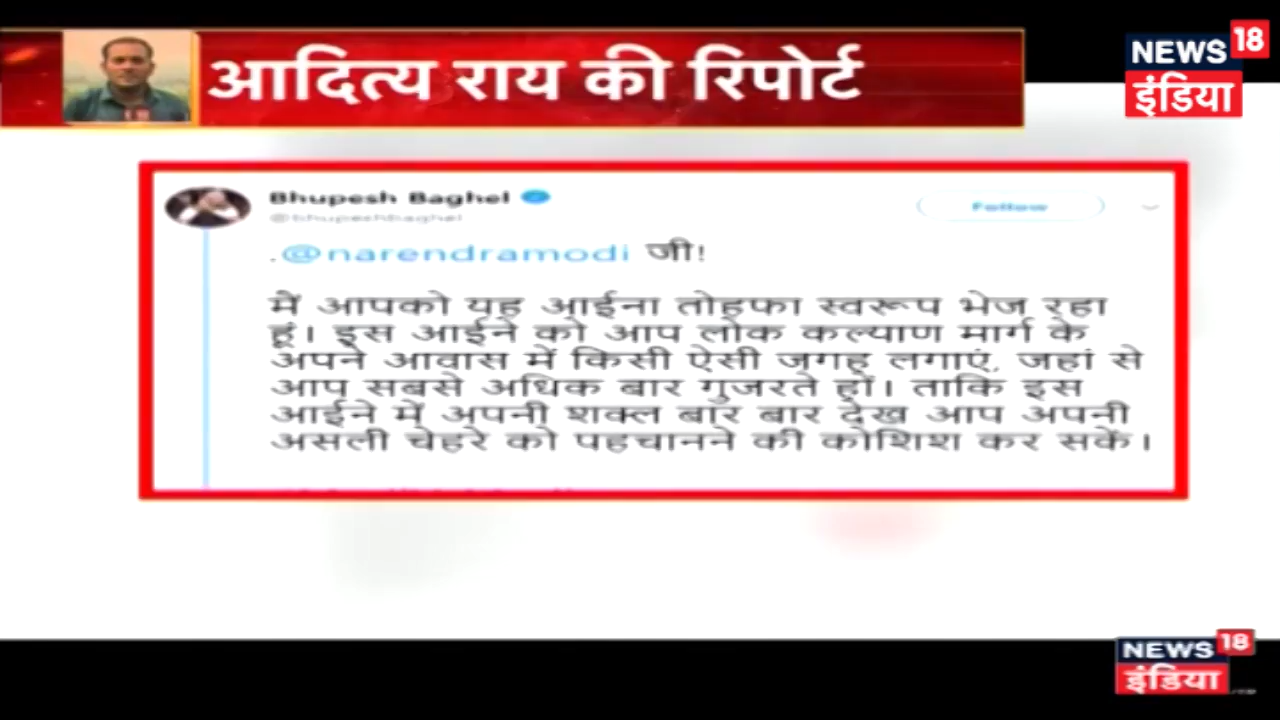 आदित्य राय की रिपोर्ट
NEWS 18
इंडिया
Bhupesh Baghel
@bhupeshbaghel
Follow
.@narendramodi जी!
मैं आपको यह आईना तोहफा स्वरूप भेज रहा
हूं। इस आईने को आप लोक कल्याण मार्ग के
अपने आवास में किसी ऐसी जगह लगाएं, जहां से
आप सबसे अधिक बार गुजरते हों। ताकि इस
आईने में अपनी शक्ल बार बार देख आप अपनी
असली चेहरे को पहचानने की कोशिश कर सकें।
NEWS 18
इंडिया